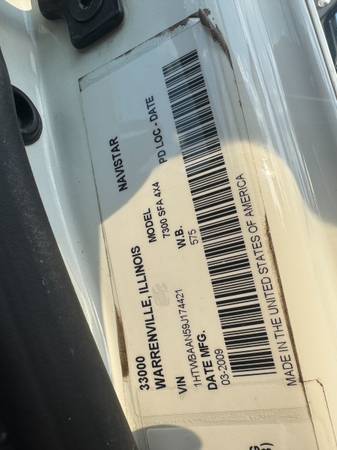 NAVISTAR
33000
WARRENVILLE, ILLINOIS
MODEL
7300 SFA 4X4
PD LOC - DATE
VIN
1HTWBAAN59J174421
W.B.
575
DATE MFG.
03-2009
MADE IN THE UNITED STATES OF AMERICA